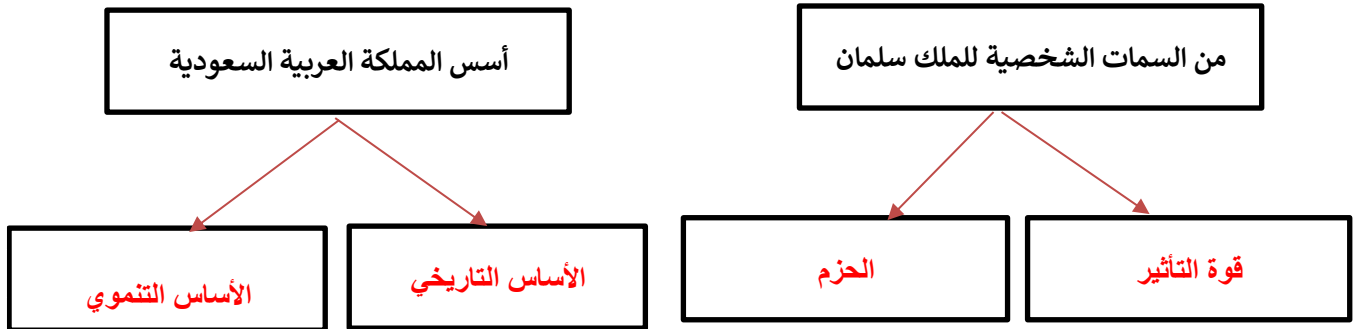 من السمات الشخصية للملك سلمان
أسس المملكة العربية السعودية
قوة التأثير
الحزم
الأساس التاريخي
الأساس التنموي